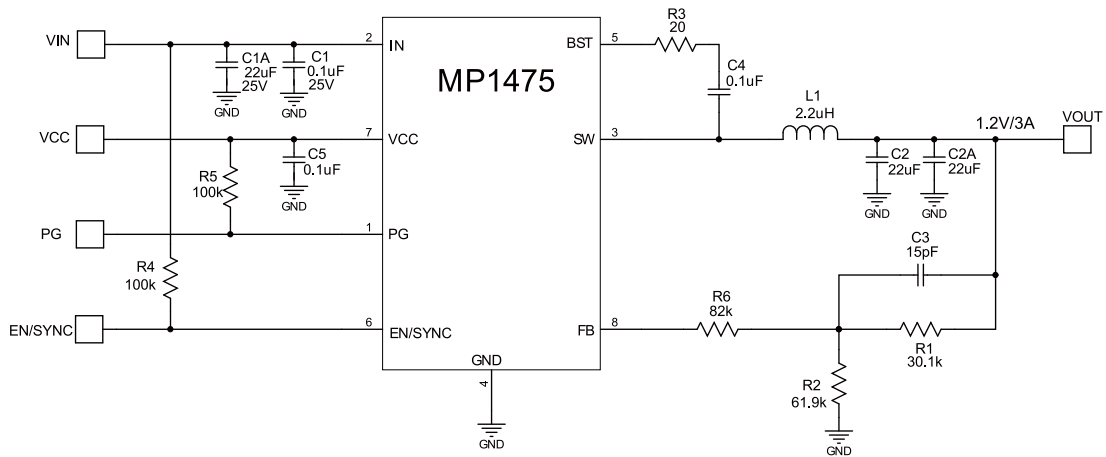 VIN
2
IN
C1A
22uF
25V
GND
C1
0.1uF
25V
GND
MP1475
BST
5
R3
20
C4
0.1uF
VCC
7
VCC
C5
0.1uF
GND
R5
100k
SW
3
L1
2.2uH
C2
22uF
GND
C2A
22uF
GND
1.2V/3A
VOUT
PG
1
PG
R4
100k
C3
15pF
EN/SYNC
6
EN/SYNC
FB
8
R6
82k
R1
30.1k
R2
61.9k
GND
GND
4
GND